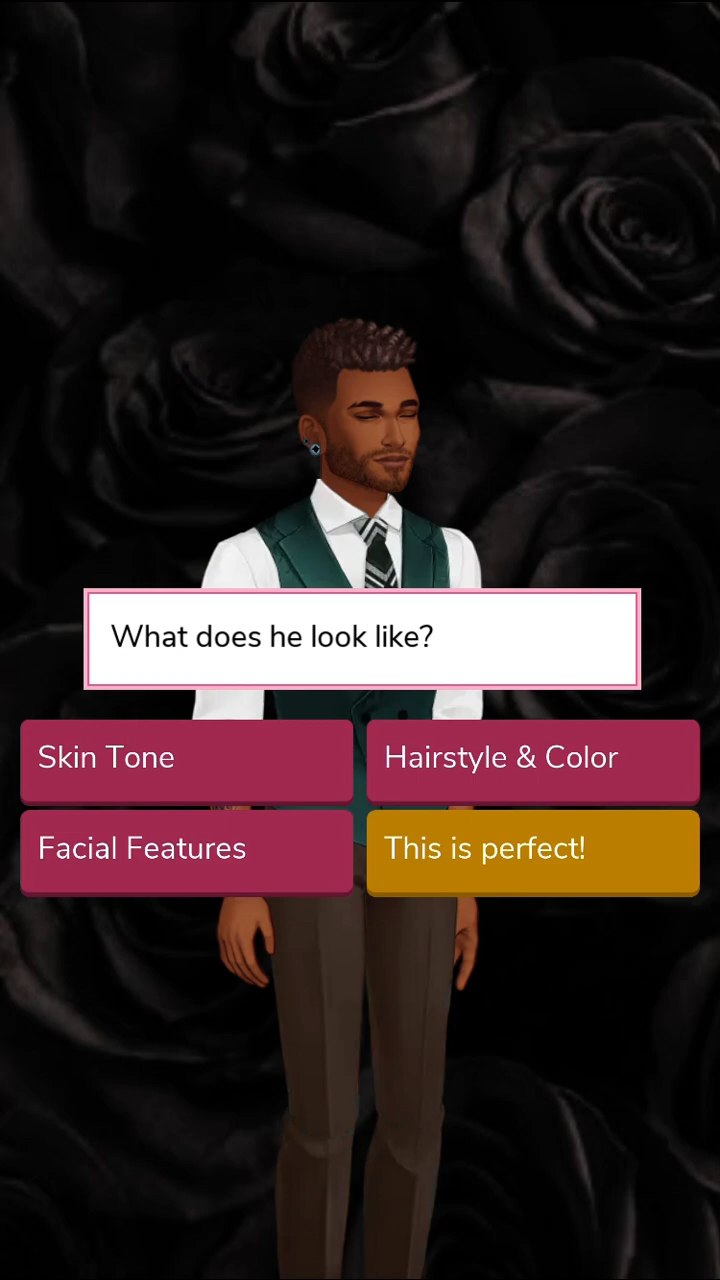 What does he look like?
Skin Tone
Hairstyle & Color
Facial Features
This is perfect!